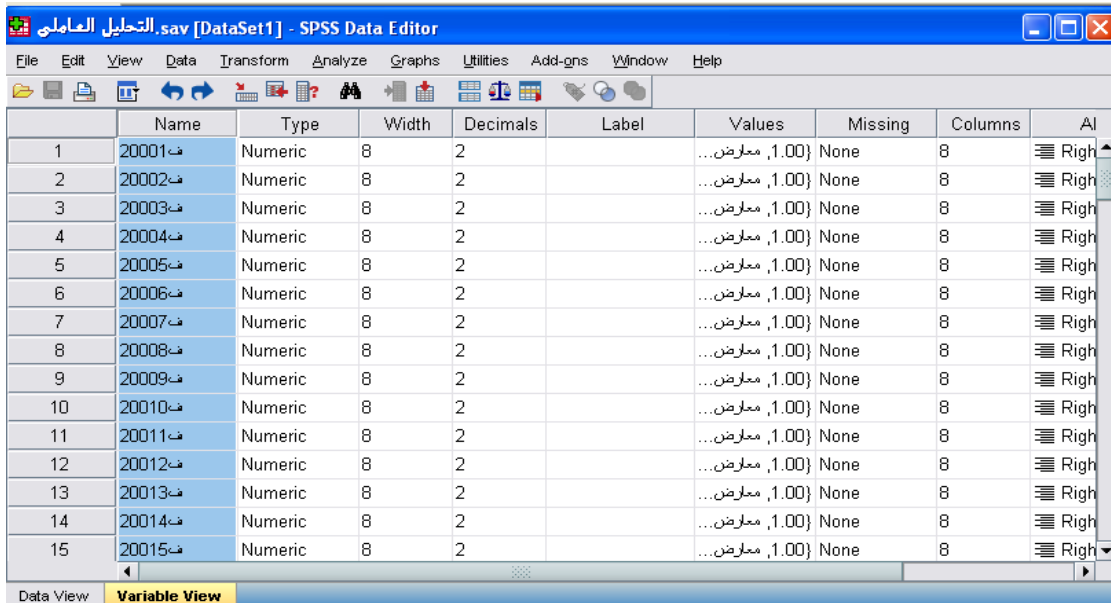 التحليل العاملى.sav [DataSet1] - SPSS Data Editor
File Edit View Data Transform Analyze Graphs Utilities Add-ons Window Help
Name Type Width Decimals Label Values Missing Columns Al
1 ف20001 Numeric 8 2 {1.00, معارض... None 8 Righ
2 ف20002 Numeric 8 2 {1.00, معارض... None 8 Righ
3 ف20003 Numeric 8 2 {1.00, معارض... None 8 Righ
4 ف20004 Numeric 8 2 {1.00, معارض... None 8 Righ
5 ف20005 Numeric 8 2 {1.00, معارض... None 8 Righ
6 ف20006 Numeric 8 2 {1.00, معارض... None 8 Righ
7 ف20007 Numeric 8 2 {1.00, معارض... None 8 Righ
8 ف20008 Numeric 8 2 {1.00, معارض... None 8 Righ
9 ف20009 Numeric 8 2 {1.00, معارض... None 8 Righ
10 ف20010 Numeric 8 2 {1.00, معارض... None 8 Righ
11 ف20011 Numeric 8 2 {1.00, معارض... None 8 Righ
12 ف20012 Numeric 8 2 {1.00, معارض... None 8 Righ
13 ف20013 Numeric 8 2 {1.00, معارض... None 8 Righ
14 ف20014 Numeric 8 2 {1.00, معارض... None 8 Righ
15 ف20015 Numeric 8 2 {1.00, معارض... None 8 Righ
Data View Variable View